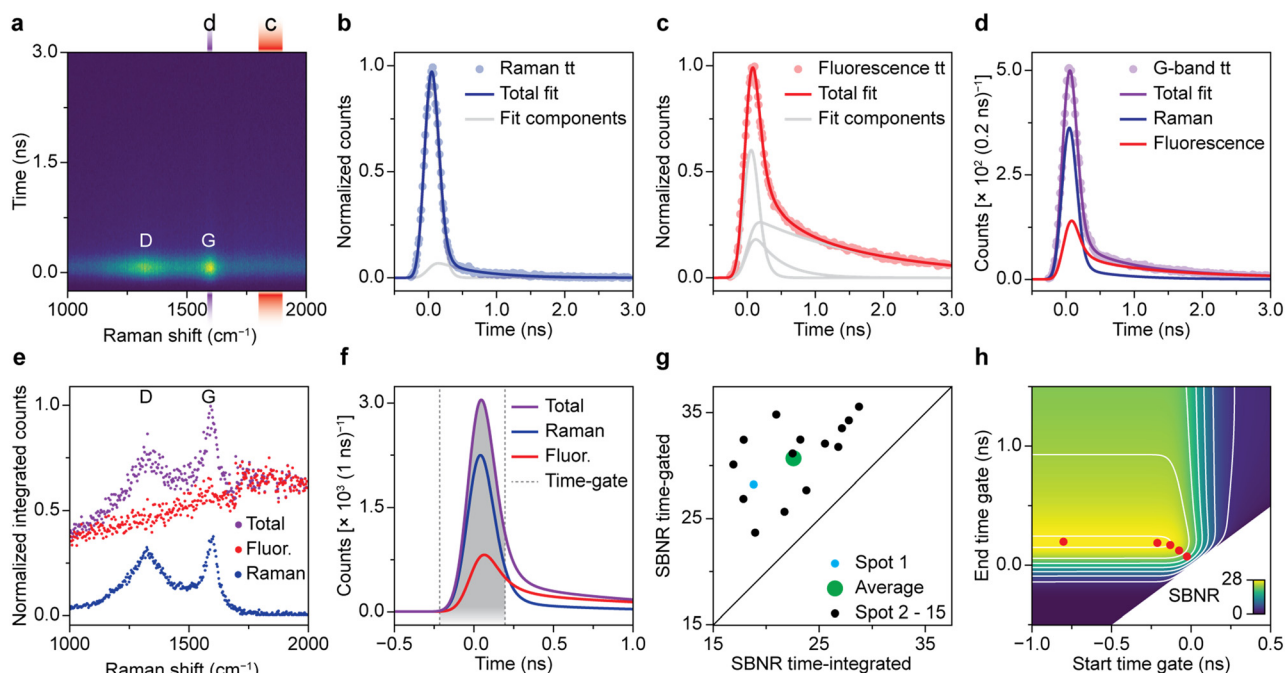 a
d
c
3.0
1.5
0.0
Time (ns)
D
G
1000
1500
2000
Raman shift (cm⁻¹)
b
1.0
0.5
0.0
Normalized counts
Raman tt
Total fit
Fit components
0.0
1.0
2.0
3.0
Time (ns)
c
1.0
0.5
0.0
Normalized counts
Fluorescence tt
Total fit
Fit components
0.0
1.0
2.0
3.0
Time (ns)
d
5.0
2.5
0.0
Counts [× 10² (0.2 ns)⁻¹]
G-band tt
Total fit
Raman
Fluorescence
0.0
1.0
2.0
3.0
Time (ns)
e
D
G
1.0
0.5
0.0
Normalized integrated counts
Total
Fluor.
Raman
1000
1500
2000
Raman shift (cm⁻¹)
f
3.0
1.5
0.0
Counts [× 10³ (1 ns)⁻¹]
Total
Raman
Fluor.
Time-gate
−0.5
0.0
0.5
1.0
Time (ns)
g
35
25
15
SBNR time-gated
Spot 1
Average
Spot 2 - 15
15
25
35
SBNR time-integrated
h
1.0
0.0
End time gate (ns)
28
0
SBNR
−1.0
−0.5
0.0
Start time gate (ns)